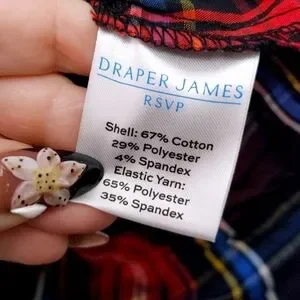 DRAPER JAMES
RSVP
Shell: 67% Cotton
29% Polyester
4% Spandex
Elastic Yarn:
65% Polyester
35% Spandex